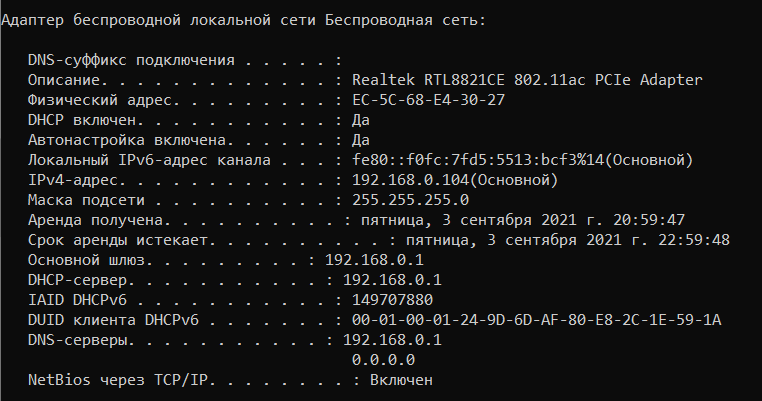 Адаптер беспроводной локальной сети Беспроводная сеть:
DNS-суффикс подключения . . . . . :
Описание. . . . . . . . . . . . . : Realtek RTL8821CE 802.11ac PCIe Adapter
Физический адрес. . . . . . . . . : EC-5C-68-E4-30-27
DHCP включен. . . . . . . . . . . : Да
Автонастройка включена. . . . . . : Да
Локальный IPv6-адрес канала . . . : fe80::f0fc:7fd5:5513:bcf3%14(Основной)
IPv4-адрес. . . . . . . . . . . . : 192.168.0.104(Основной)
Маска подсети . . . . . . . . . . : 255.255.255.0
Аренда получена. . . . . . . . . . : пятница, 3 сентября 2021 г. 20:59:47
Срок аренды истекает. . . . . . . . . . : пятница, 3 сентября 2021 г. 22:59:48
Основной шлюз. . . . . . . . . : 192.168.0.1
DHCP-сервер. . . . . . . . . . . : 192.168.0.1
IAID DHCPv6 . . . . . . . . . . . : 149707880
DUID клиента DHCPv6 . . . . . . . : 00-01-00-01-24-9D-6D-AF-80-E8-2C-1E-59-1A
DNS-серверы. . . . . . . . . . . : 192.168.0.1
0.0.0.0
NetBios через TCP/IP. . . . . . . . : Включен